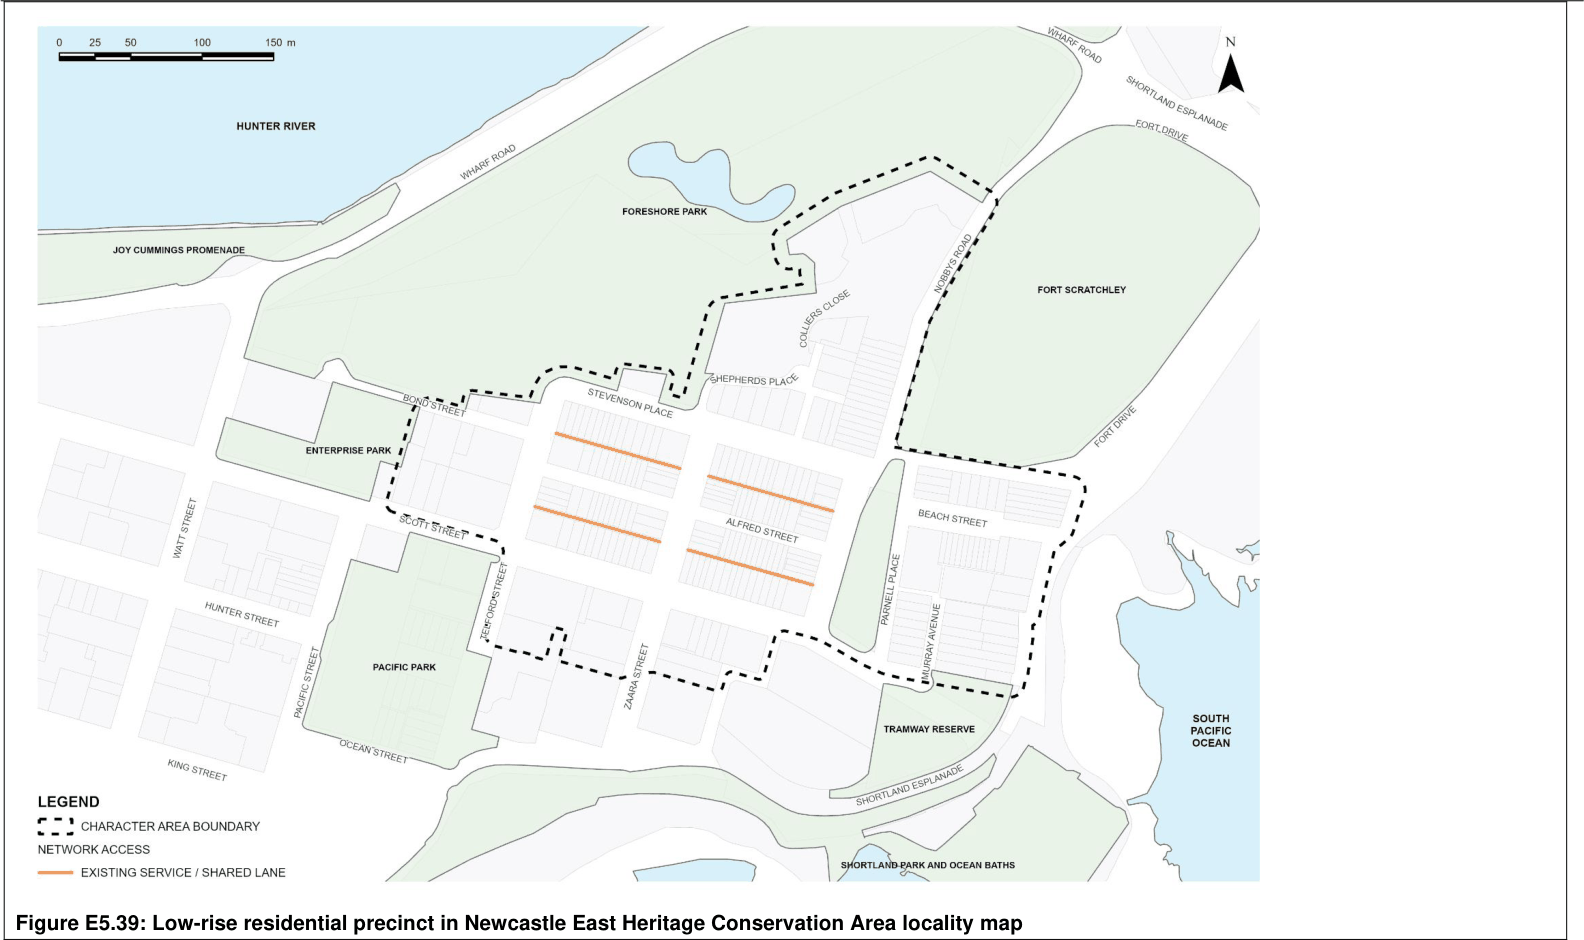 0 25 50 100 150 m
N
WHARF ROAD
SHORTLAND ESPLANADE
FORT DRIVE
HUNTER RIVER
WHARF ROAD
FORESHORE PARK
JOY CUMMINGS PROMENADE
NOBBYS ROAD
FORT SCRATCHLEY
COLLIERS CLOSE
SHEPHERDS PLACE
STEVENSON PLACE
BOND STREET
FORT DRIVE
ENTERPRISE PARK
WATT STREET
SCOTT STREET
ALFRED STREET
BEACH STREET
TELFORD STREET
PARNELL PLACE
HUNTER STREET
MURRAY AVENUE
PACIFIC STREET
PACIFIC PARK
ZAARA STREET
TRAMWAY RESERVE
SOUTH
PACIFIC
OCEAN
OCEAN STREET
KING STREET
SHORTLAND ESPLANADE
SHORTLAND PARK AND OCEAN BATHS
LEGEND
CHARACTER AREA BOUNDARY
NETWORK ACCESS
EXISTING SERVICE / SHARED LANE
Figure E5.39: Low-rise residential precinct in Newcastle East Heritage Conservation Area locality map